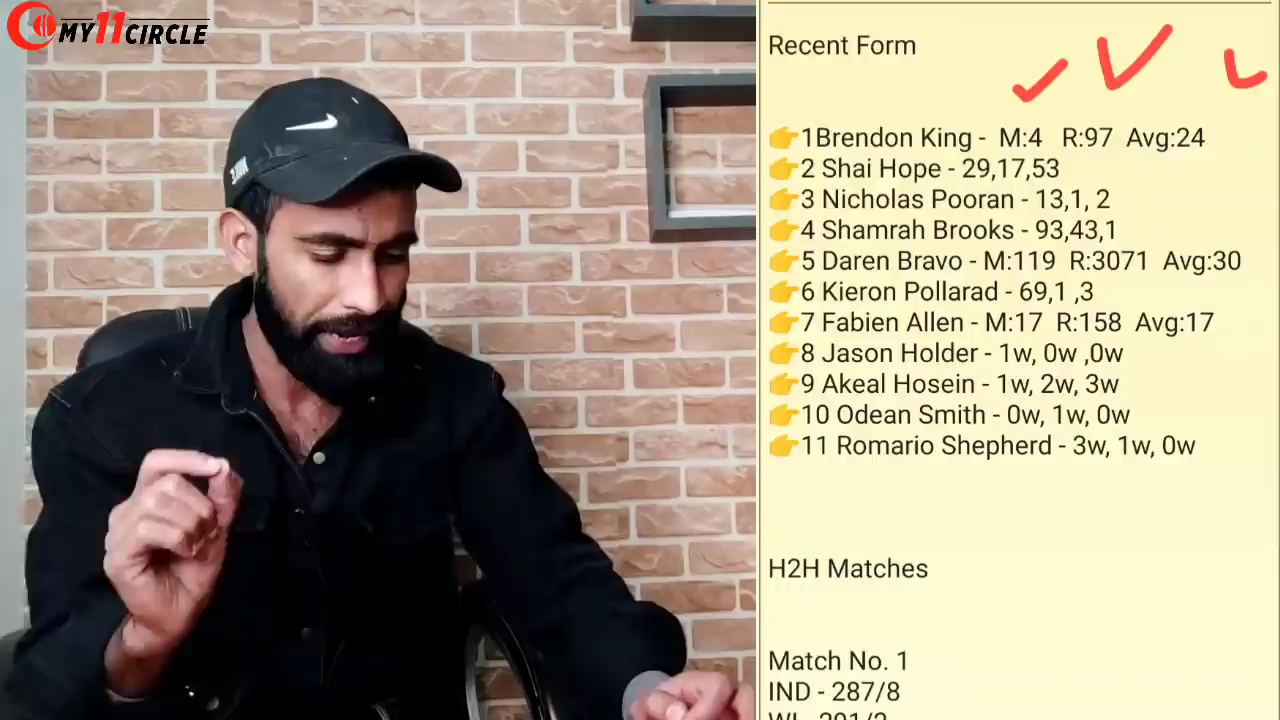 MY11CIRCLE
Recent Form
👉1Brendon King - M:4 R:97 Avg:24
👉2 Shai Hope - 29,17,53
👉3 Nicholas Pooran - 13,1, 2
👉4 Shamrah Brooks - 93,43,1
👉5 Daren Bravo - M:119 R:3071 Avg:30
👉6 Kieron Pollarad - 69,1 ,3
👉7 Fabien Allen - M:17 R:158 Avg:17
👉8 Jason Holder - 1w, 0w ,0w
👉9 Akeal Hosein - 1w, 2w, 3w
👉10 Odean Smith - 0w, 1w, 0w
👉11 Romario Shepherd - 3w, 1w, 0w
H2H Matches
Match No. 1
IND - 287/8